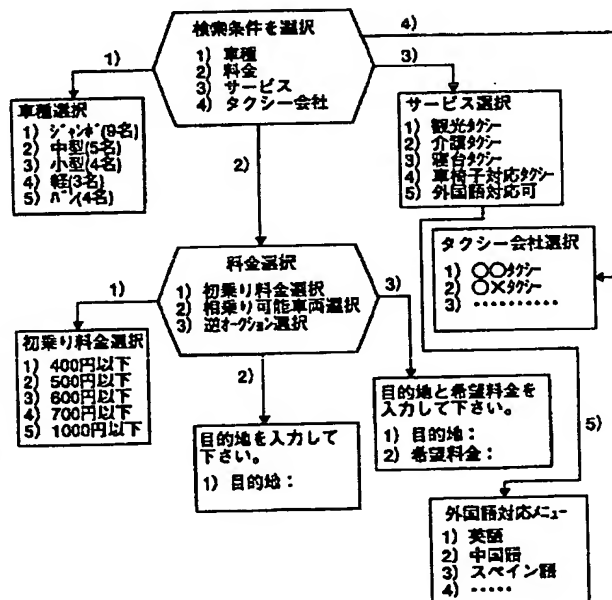 検索条件を選択
1) 車種
2) 料金
3) サービス
4) タクシー会社
1)
2)
3)
4)
車種選択
1) ジャンボ(9名)
2) 中型(5名)
3) 小型(4名)
4) 軽(3名)
5) バン(4名)
サービス選択
1) 観光タクシー
2) 介護タクシー
3) 寝台タクシー
4) 車椅子対応タクシー
5) 外国語対応可
タクシー会社選択
1) ○○タクシー
2) ○×タクシー
3) ・・・・・・・・・・
料金選択
1) 初乗り料金選択
2) 相乗り可能車両選択
3) 逆オークション選択
1)
2)
3)
初乗り料金選択
1) 400円以下
2) 500円以下
3) 600円以下
4) 700円以下
5) 1000円以下
目的地を入力して
下さい。
1) 目的地：
目的地と希望料金を
入力して下さい。
1) 目的地：
2) 希望料金：
5)
外国語対応メニュー
1) 英語
2) 中国語
3) スペイン語
4) ・・・・・